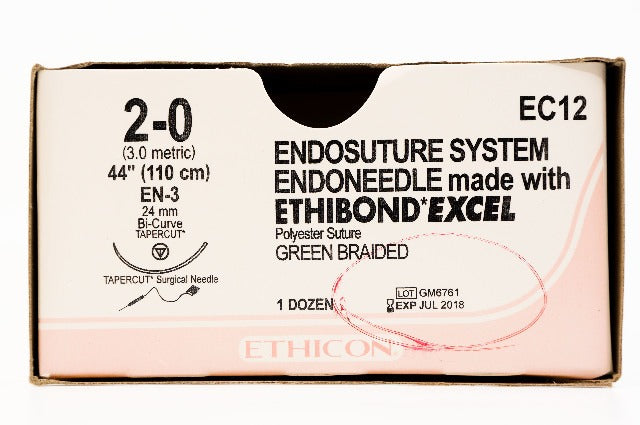 2-0
(3.0 metric)
44" (110 cm)
EN-3
24 mm
Bi-Curve
TAPERCUT*
TAPERCUT* Surgical Needle
EC12
ENDOSUTURE SYSTEM
ENDONEEDLE made with
ETHIBOND*EXCEL
Polyester Suture
GREEN BRAIDED
1 DOZEN
LOT GM6761
EXP JUL 2018
ETHICON